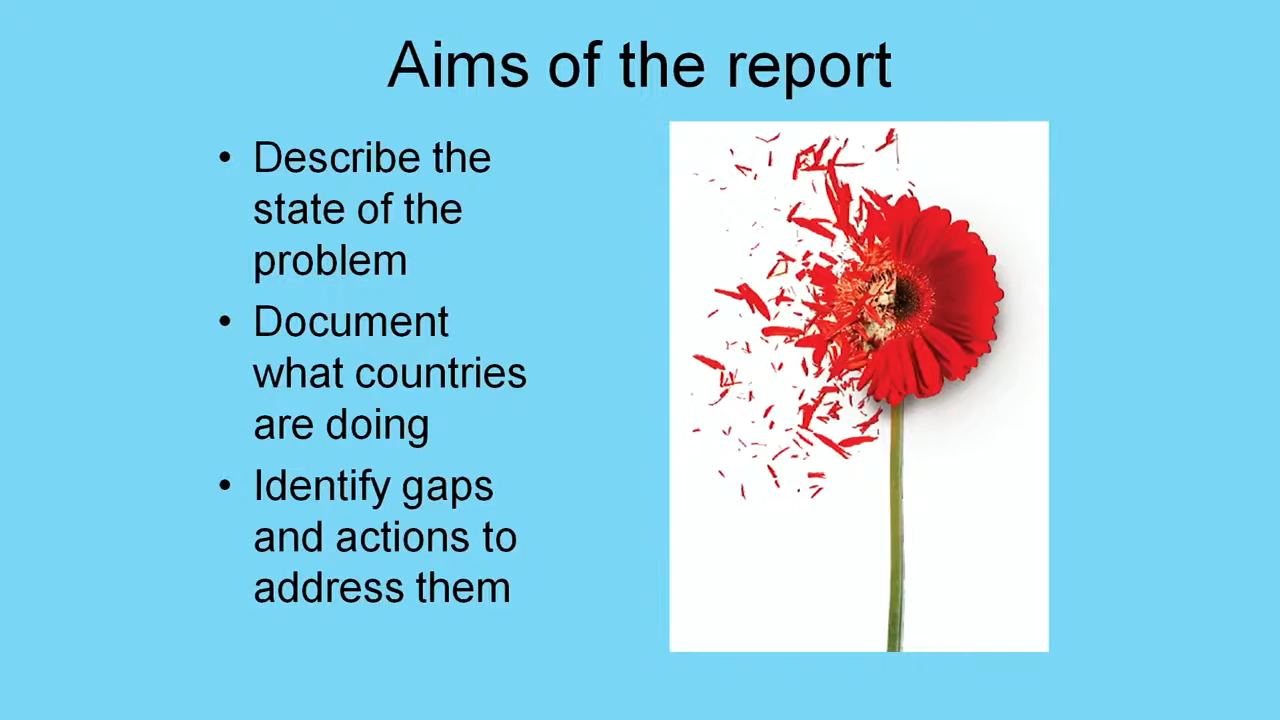 Aims of the report
• Describe the
state of the
problem
• Document
what countries
are doing
• Identify gaps
and actions to
address them